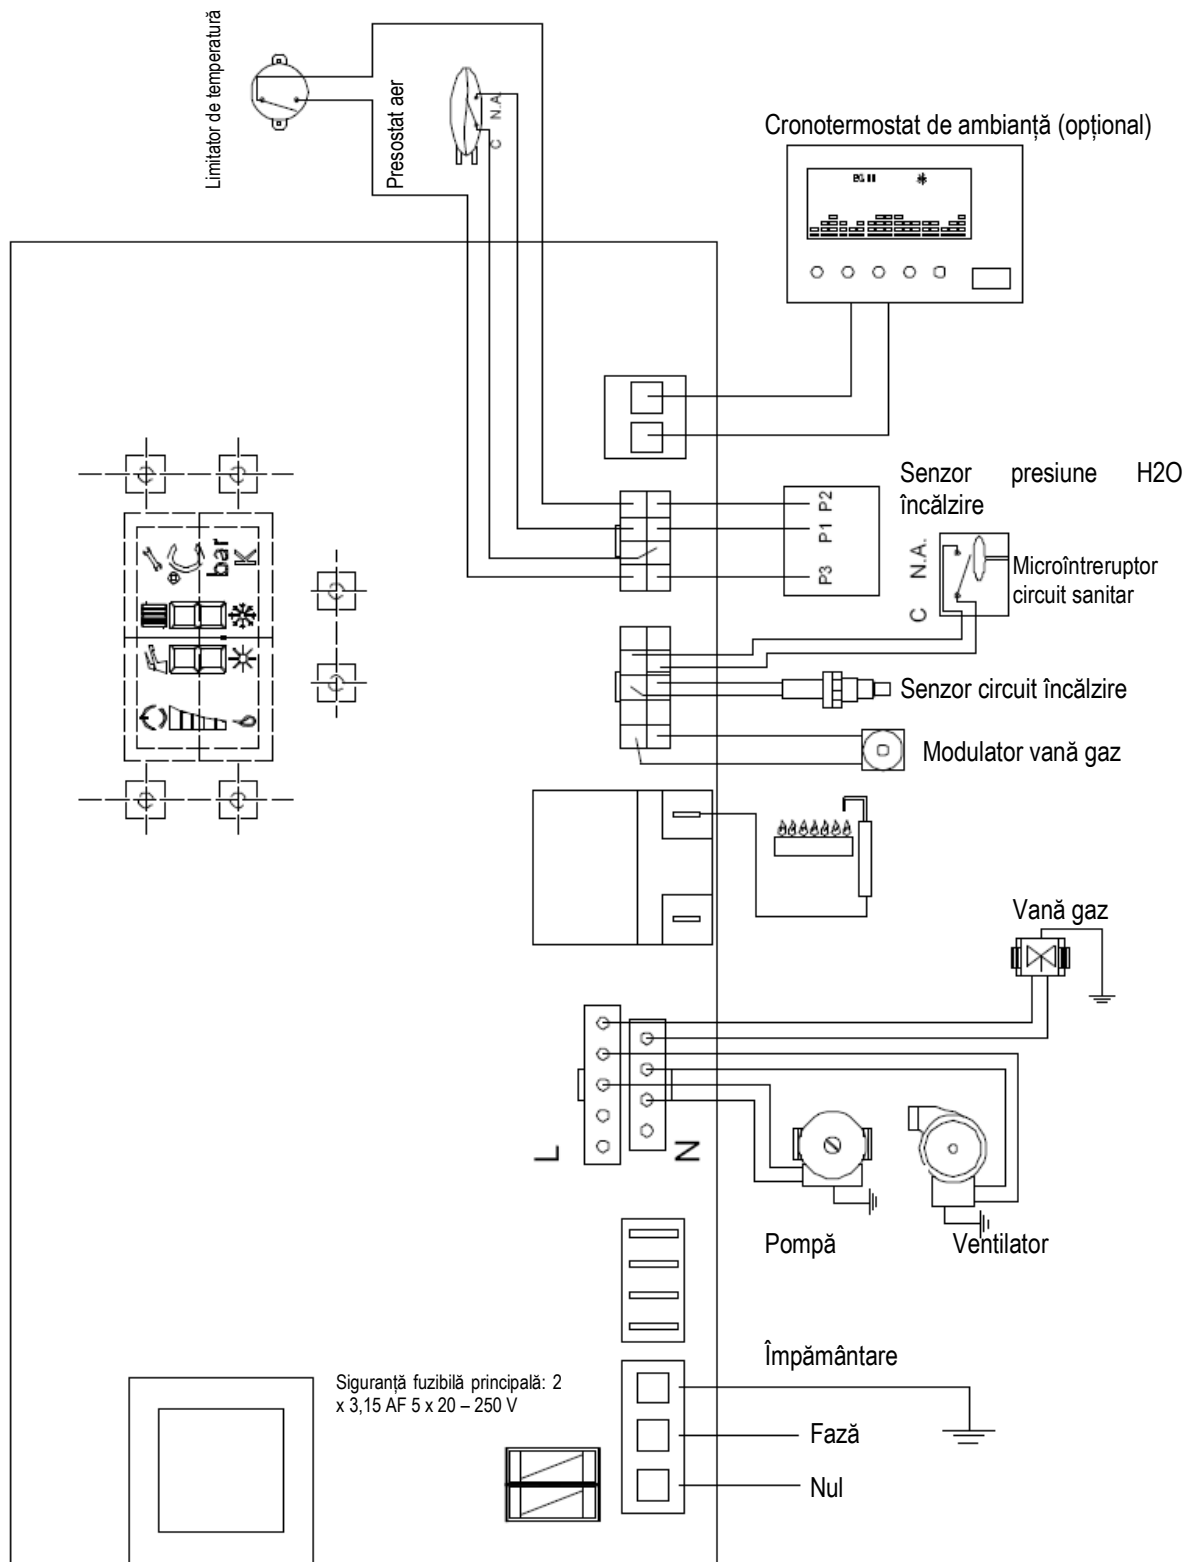 Limitator de temperatură
Presostat aer
C N.A.
Cronotermostat de ambianță (opțional)
Senzor presiune H2O
încălzire
P2
P1
P3
C N.A.
Microîntreruptor
circuit sanitar
bar
K
Senzor circuit încălzire
Modulator vană gaz
Vană gaz
L
N
Pompă
Ventilator
Împământare
Siguranță fuzibilă principală: 2
x 3,15 AF 5 x 20 – 250 V
Fază
Nul